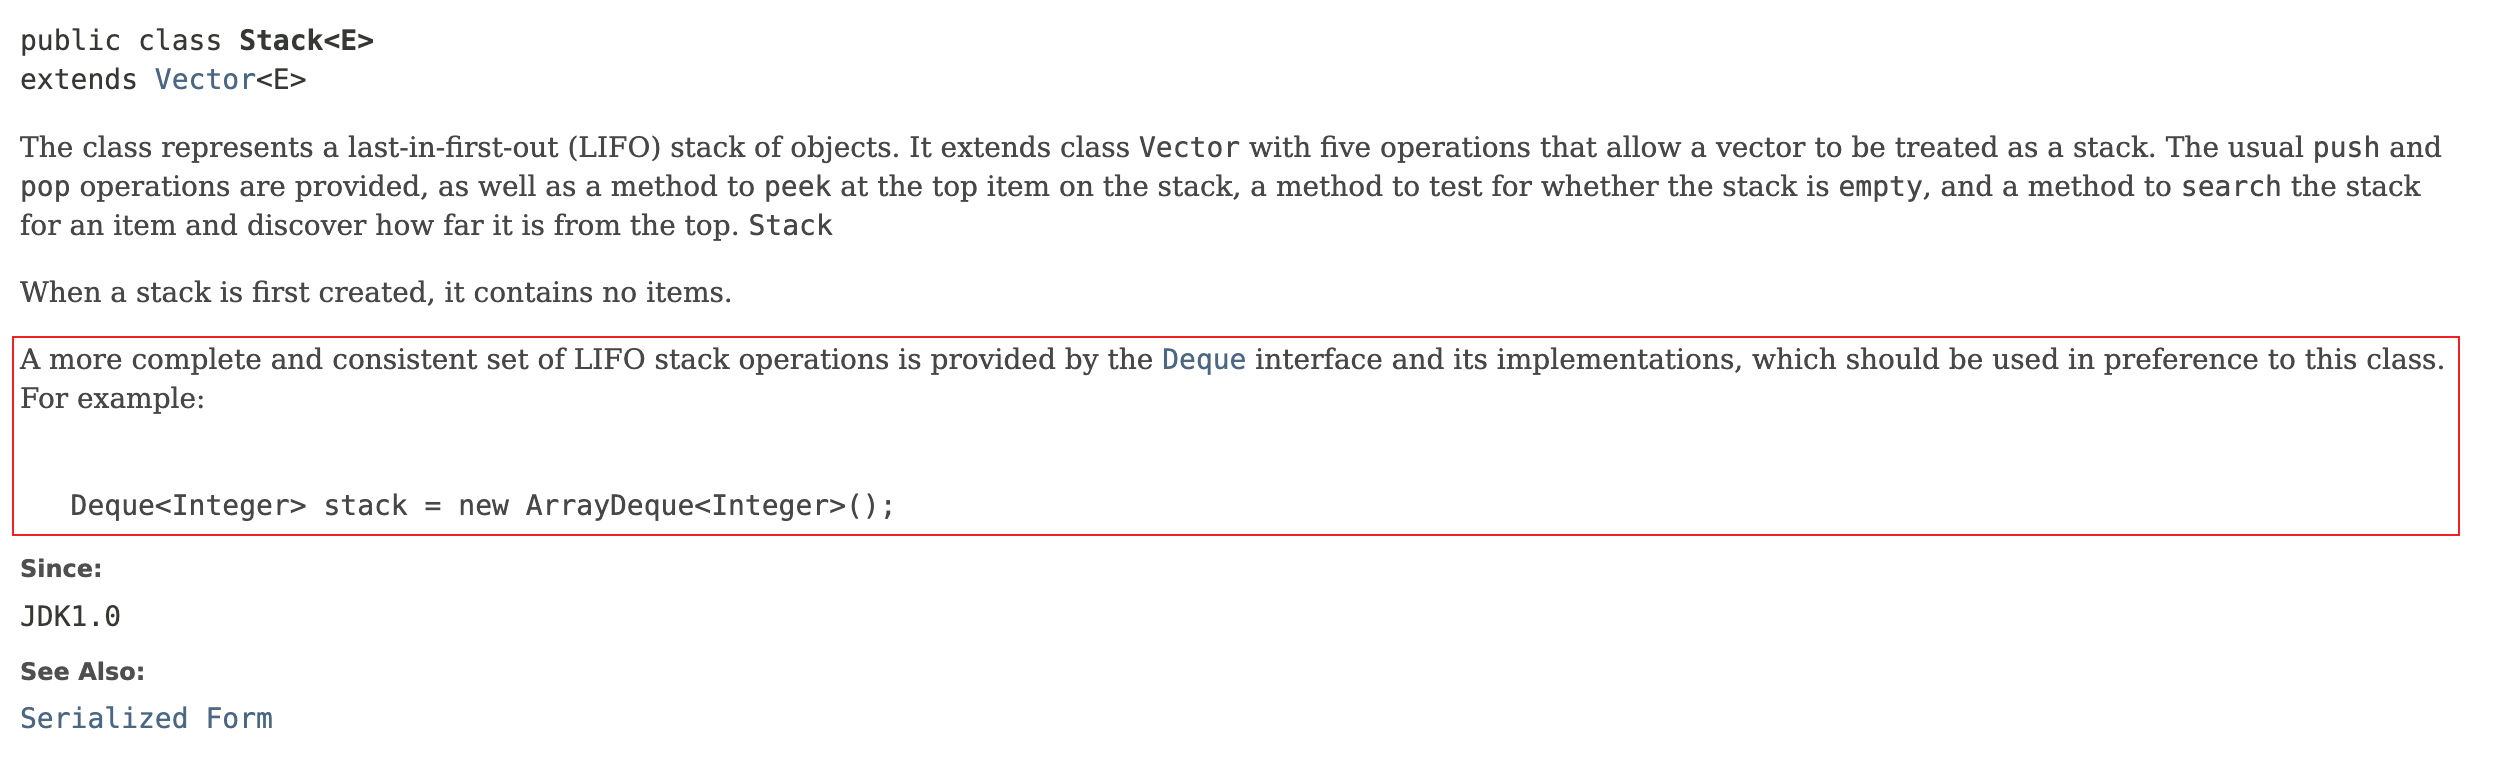 public class Stack<E>
extends Vector<E>
The class represents a last-in-first-out (LIFO) stack of objects. It extends class Vector with five operations that allow a vector to be treated as a stack. The usual push and
pop operations are provided, as well as a method to peek at the top item on the stack, a method to test for whether the stack is empty, and a method to search the stack
for an item and discover how far it is from the top. Stack
When a stack is first created, it contains no items.
A more complete and consistent set of LIFO stack operations is provided by the Deque interface and its implementations, which should be used in preference to this class.
For example:
Deque<Integer> stack = new ArrayDeque<Integer>();
Since:
JDK1.0
See Also:
Serialized Form